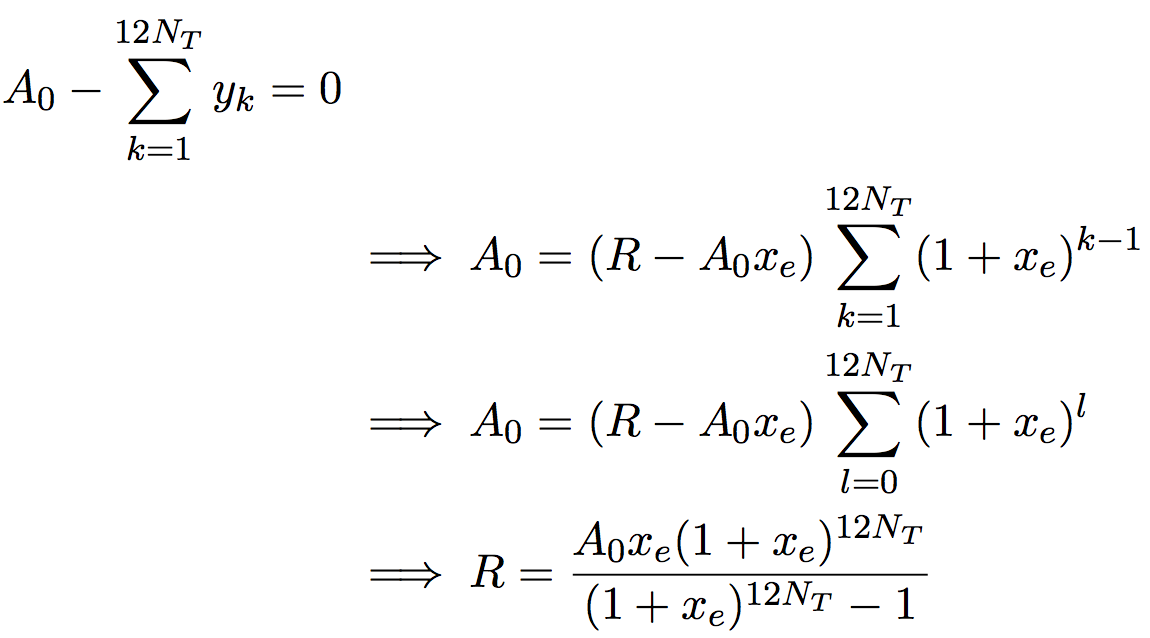 $A_0 - \sum_{k=1}^{12N_T} y_k = 0$
$\implies A_0 = (R - A_0 x_e) \sum_{k=1}^{12N_T} (1 + x_e)^{k-1}$
$\implies A_0 = (R - A_0 x_e) \sum_{l=0}^{12N_T} (1 + x_e)^l$
$\implies R = \frac{A_0 x_e (1 + x_e)^{12N_T}}{(1 + x_e)^{12N_T} - 1}$